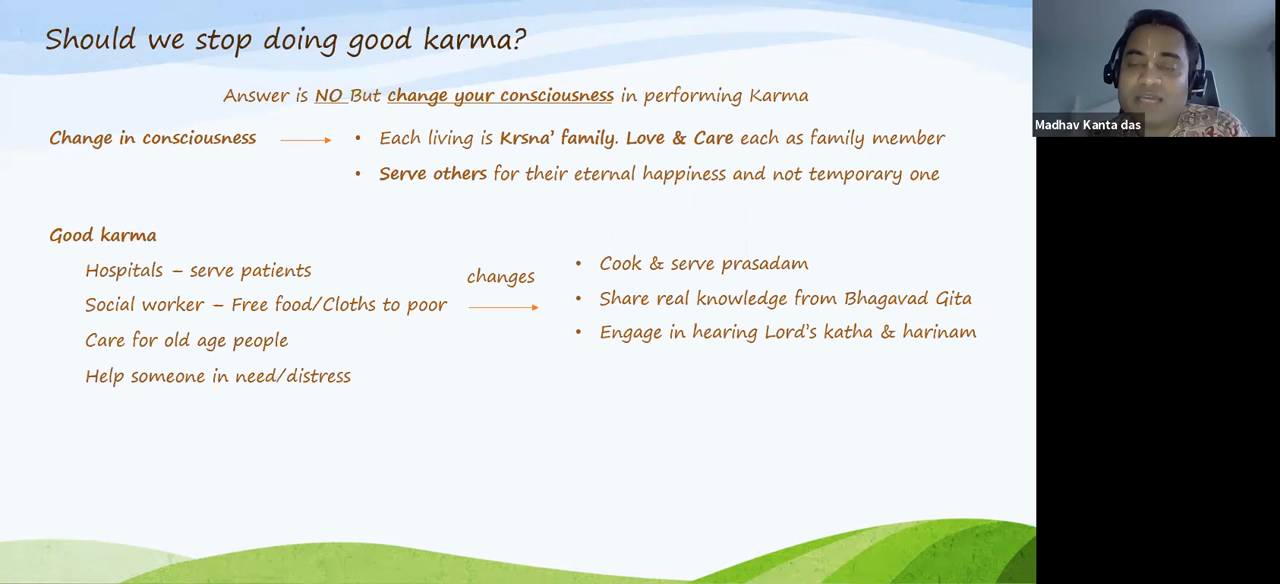 Should we stop doing good karma?
Answer is NO But change your consciousness in performing Karma
Change in consciousness
• Each living is Krsna' family. Love & Care each as family member
• Serve others for their eternal happiness and not temporary one
Good karma
Hospitals – serve patients
Social worker – Free food/Cloths to poor
Care for old age people
Help someone in need/distress
changes
• Cook & serve prasadam
• Share real knowledge from Bhagavad Gita
• Engage in hearing Lord's katha & harinam
Madhav Kanta das